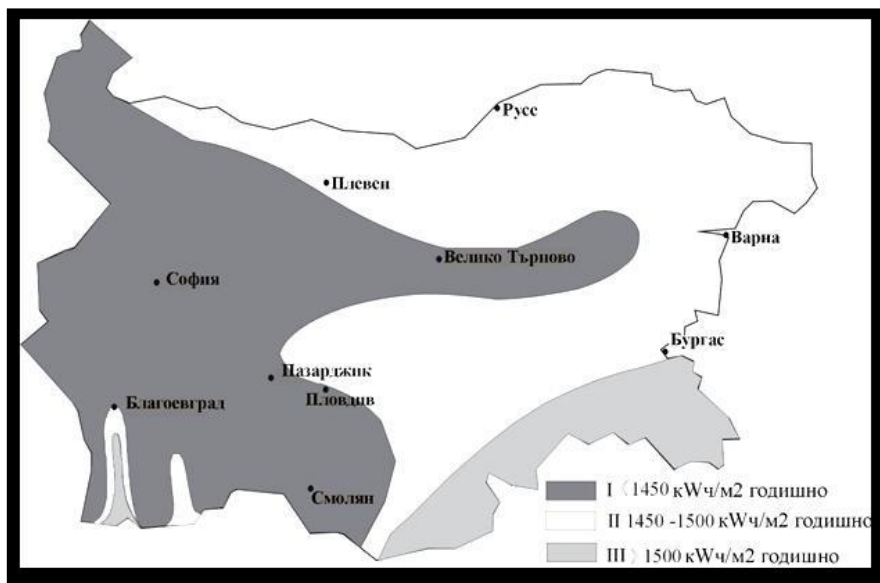 Русе
Плевен
Варна
Велико Търново
София
Бургас
Пазарджик
Пловдив
Благоевград
Смолян
I 〈 1450 кWч/м2 годишно
II 1450 -1500 кWч/м2 годишно
III 〉 1500 кWч/м2 годишно